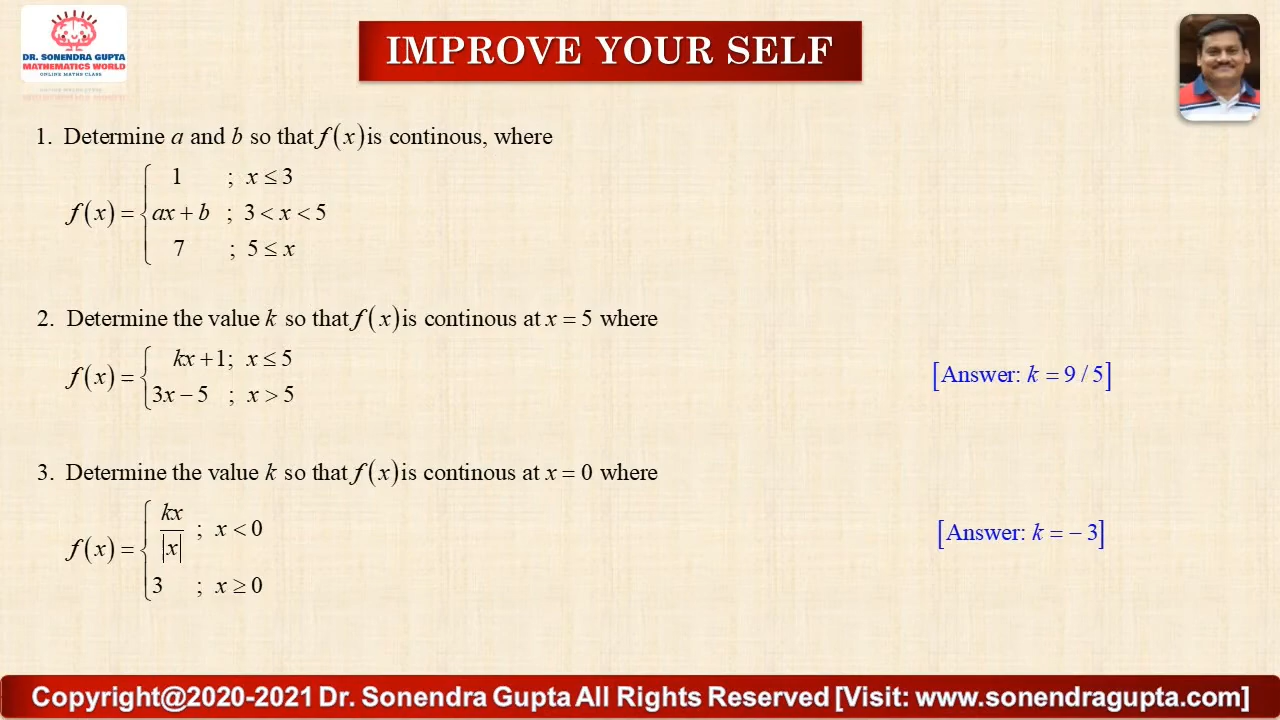 DR. SONENDRA GUPTA
MATHEMATICS WORLD
ONLINE MATHS CLASS
IMPROVE YOUR SELF
1. Determine a and b so that f(x) is continous, where
f(x) = { 1 ; x ≤ 3
ax + b ; 3 < x < 5
7 ; 5 ≤ x
2. Determine the value k so that f(x) is continous at x = 5 where
f(x) = { kx + 1; x ≤ 5
3x − 5 ; x > 5
[Answer: k = 9 / 5]
3. Determine the value k so that f(x) is continous at x = 0 where
f(x) = { kx/|x| ; x < 0
3 ; x ≥ 0
[Answer: k = − 3]
Copyright@2020-2021 Dr. Sonendra Gupta All Rights Reserved [Visit: www.sonendragupta.com]